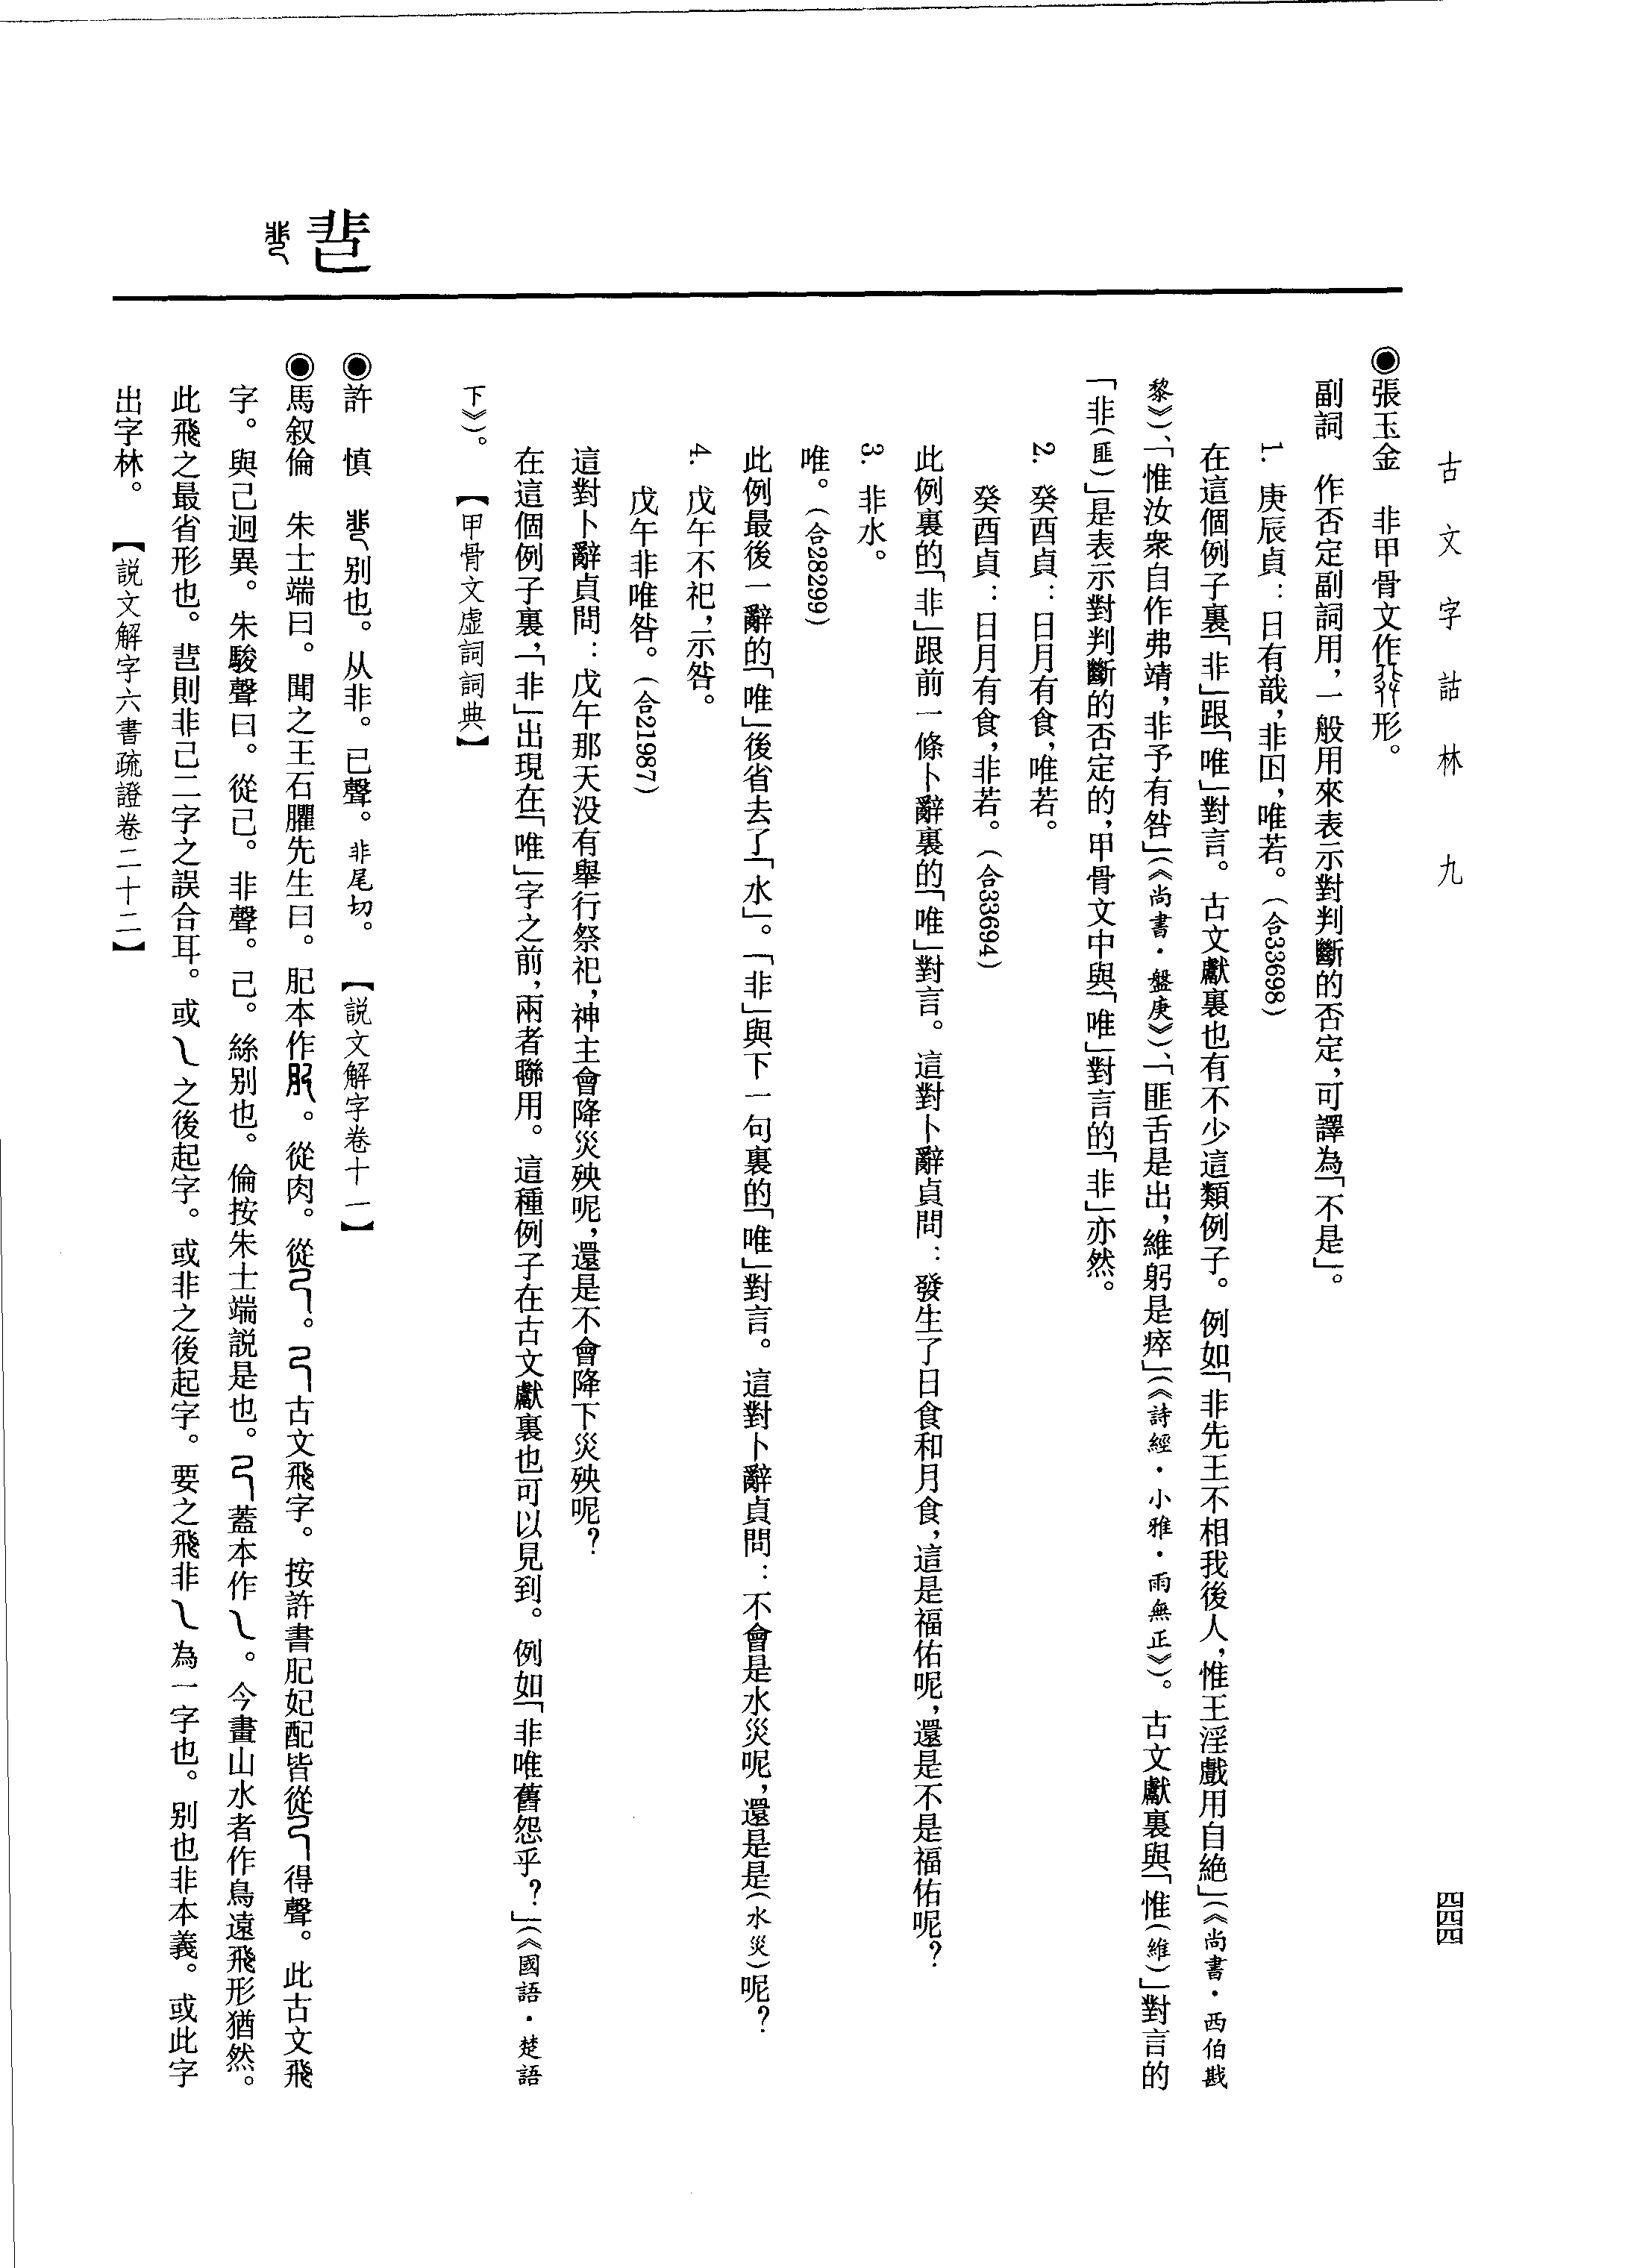 古文字詁林 九
四四四
◉張玉金 非甲骨文作形。
副詞 作否定副詞用，一般用來表示對判斷的否定，可譯為「不是」。
1. 庚辰貞：日有戠，非囚，唯若。（合33698）
在這個例子裏「非」跟「唯」對言。古文獻裏也有不少這類例子。例如「非先王不相我後人，惟王淫戲用自絕」（《尚書·西伯戡
黎》）、「惟汝衆自作弗靖，非予有咎」（《尚書·盤庚》）、「匪舌是出，維躬是瘁」（《詩經·小雅·雨無正》）。古文獻裏與「惟（維）」對言的
「非（匪）」是表示對判斷的否定的，甲骨文中與「唯」對言的「非」亦然。
2. 癸酉貞：日月有食，唯若。
癸酉貞：日月有食，非若。（合33694）
此例裏的「非」跟前一條卜辭裏的「唯」對言。這對卜辭貞問：發生了日食和月食，這是福佑呢，還是不是福佑呢？
3. 非水。
唯。（合28299）
此例最後一辭的「唯」後省去了「水」。「非」與下一句裏的「唯」對言。這對卜辭貞問：不會是水災呢，還是是（水災）呢？
4. 戊午不祀，示咎。
戊午非唯咎。（合21987）
這對卜辭貞問：戊午那天没有舉行祭祀，神主會降災殃呢，還是不會降下災殃呢？
在這個例子裏，「非」出現在「唯」字之前，兩者聯用。這種例子在古文獻裏也可以見到。例如「非唯舊怨乎？」（《國語·楚語
下》）。 【甲骨文虚詞詞典】
𩇫
◉許 慎 别也。从非。己聲。非尾切。 【説文解字卷十一】
◉馬叙倫 朱士端曰。聞之王石臞先生曰。肥本作。從肉。從。古文飛字。按許書肥妃配皆從得聲。此古文飛
字。與己迥異。朱駿聲曰。從己。非聲。己。絲别也。倫按朱士端説是也。蓋本作。今畫山水者作鳥遠飛形猶然。
此飛之最省形也。𩇫則非己二字之誤合耳。或之後起字。或非之後起字。要之飛非為一字也。别也非本義。或此字
出字林。 【説文解字六書疏證卷二十二】